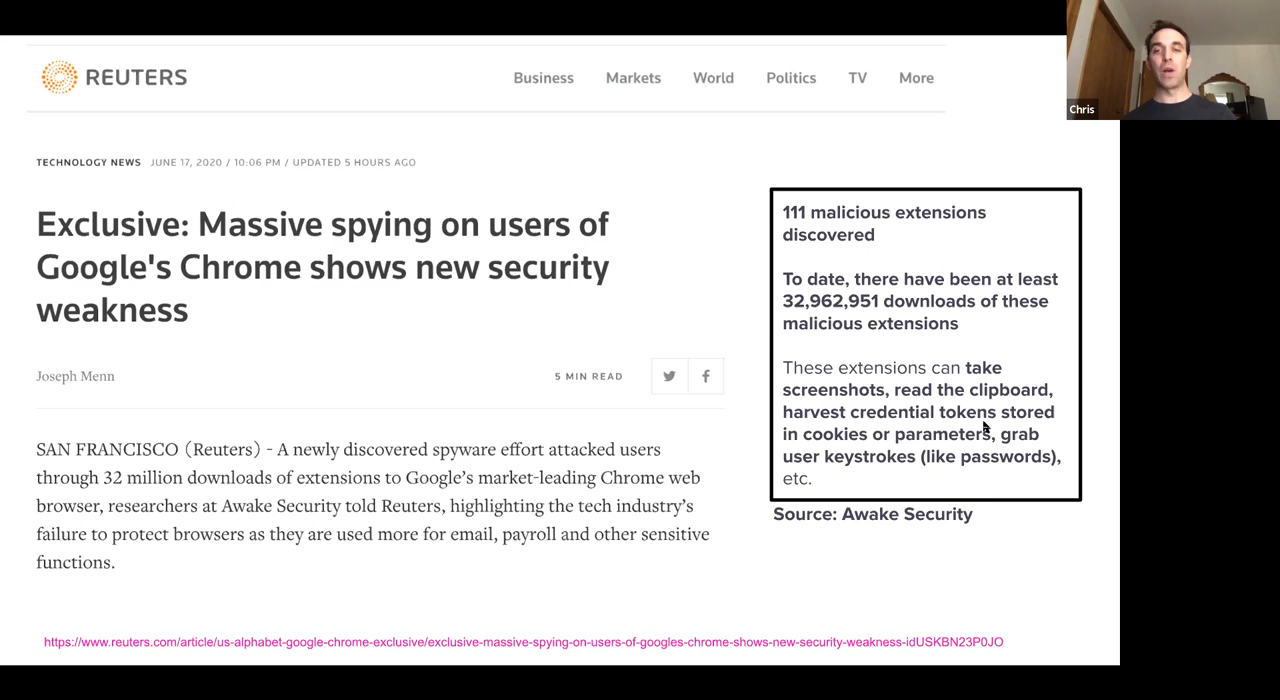 REUTERS
Business Markets World Politics TV More
Chris
TECHNOLOGY NEWS JUNE 17, 2020 / 10:06 PM / UPDATED 5 HOURS AGO
Exclusive: Massive spying on users of
Google's Chrome shows new security
weakness
Joseph Menn
5 MIN READ
SAN FRANCISCO (Reuters) - A newly discovered spyware effort attacked users
through 32 million downloads of extensions to Google’s market-leading Chrome web
browser, researchers at Awake Security told Reuters, highlighting the tech industry’s
failure to protect browsers as they are used more for email, payroll and other sensitive
functions.
111 malicious extensions
discovered
To date, there have been at least
32,962,951 downloads of these
malicious extensions
These extensions can take
screenshots, read the clipboard,
harvest credential tokens stored
in cookies or parameters, grab
user keystrokes (like passwords),
etc.
Source: Awake Security
https://www.reuters.com/article/us-alphabet-google-chrome-exclusive/exclusive-massive-spying-on-users-of-googles-chrome-shows-new-security-weakness-idUSKBN23P0JO